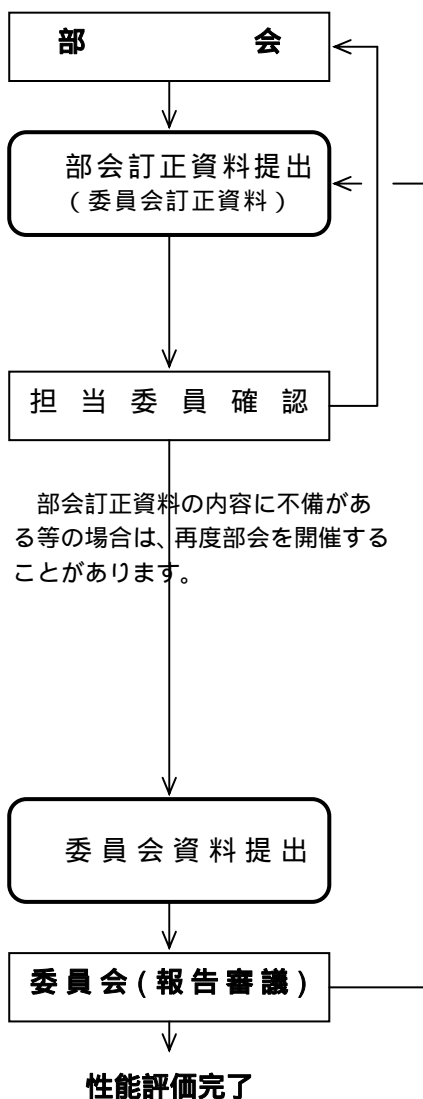 部会
部会訂正資料提出
(委員会訂正資料)
担当委員確認
部会訂正資料の内容に不備があ
る等の場合は、再度部会を開催する
ことがあります。
委員会資料提出
委員会(報告審議)
性能評価完了